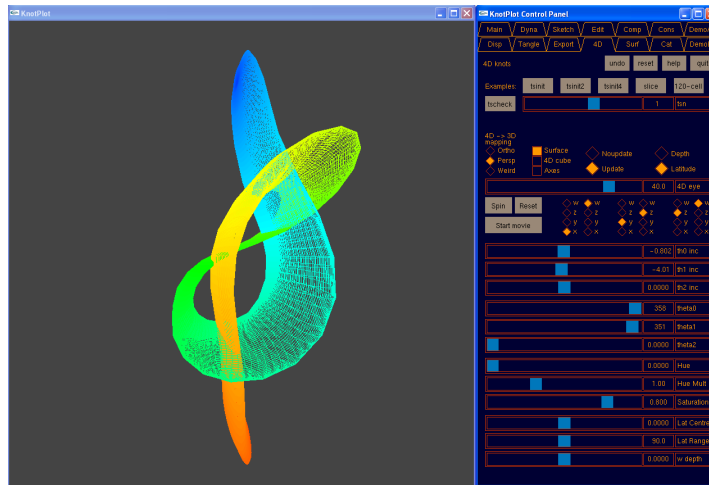 KnotPlot
KnotPlot Control Panel
Main Dyna Sketch Edit Comp Cons Demo
Disp Tangle Export 4D Surf Cat Demo
4D knots undo reset help quit
Examples: tsinit tsinit2 tsinit4 slice 120-cell
tscheck 1 tsn
4D -> 3D
mapping
Ortho Surface Noupdate Depth
Persp 4D cube Update Latitude
Weird Axes
40.0 4D eye
Spin Reset w w w w w w
z z z z z z
Start movie y y y y y y
x x x x x x
-0.802 th0 inc
-4.01 th1 inc
0.0000 th2 inc
358 theta0
351 theta1
0.0000 theta2
0.0000 Hue
1.00 Hue Mult
0.800 Saturation
0.0000 Lat Centre
90.0 Lat Range
0.0000 w depth